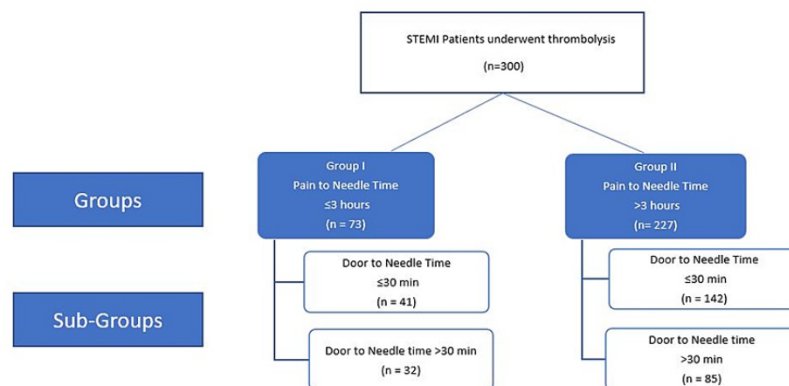 STEMI Patients underwent thrombolysis
(n=300)
Groups
Group I
Pain to Needle Time
≤3 hours
(n = 73)
Group II
Pain to Needle Time
>3 hours
(n= 227)
Sub-Groups
Door to Needle Time
≤30 min
(n = 41)
Door to Needle time >30 min
(n = 32)
Door to Needle Time
≤30 min
(n = 142)
Door to Needle time
>30 min
(n = 85)